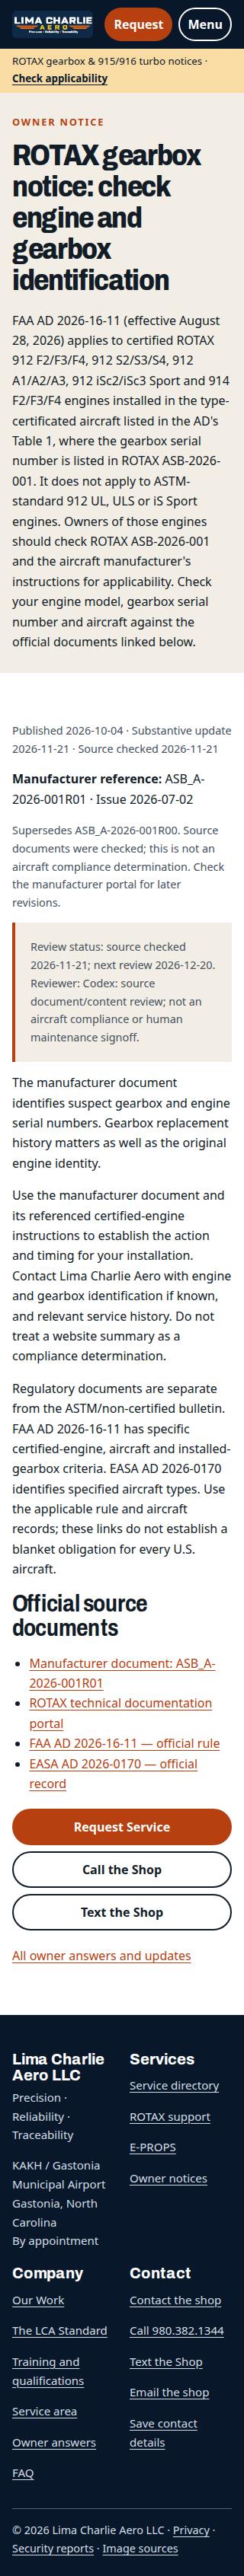 LIMA CHARLIE
AERO
Precision · Reliability · Traceability
Request
Menu
ROTAX gearbox & 915/916 turbo notices ·
Check applicability
OWNER NOTICE
ROTAX gearbox
notice: check
engine and
gearbox
identification
FAA AD 2026-16-11 (effective August
28, 2026) applies to certified ROTAX
912 F2/F3/F4, 912 S2/S3/S4, 912
A1/A2/A3, 912 iSc2/iSc3 Sport and 914
F2/F3/F4 engines installed in the type-
certificated aircraft listed in the AD's
Table 1, where the gearbox serial
number is listed in ROTAX ASB-2026-
001. It does not apply to ASTM-
standard 912 UL, ULS or iS Sport
engines. Owners of those engines
should check ROTAX ASB-2026-001
and the aircraft manufacturer's
instructions for applicability. Check
your engine model, gearbox serial
number and aircraft against the
official documents linked below.
Published 2026-10-04 · Substantive update
2026-11-21 · Source checked 2026-11-21
Manufacturer reference: ASB_A-
2026-001R01 · Issue 2026-07-02
Supersedes ASB_A-2026-001R00. Source
documents were checked; this is not an
aircraft compliance determination. Check
the manufacturer portal for later
revisions.
Review status: source checked
2026-11-21; next review 2026-12-20.
Reviewer: Codex: source
document/content review; not an
aircraft compliance or human
maintenance signoff.
The manufacturer document
identifies suspect gearbox and engine
serial numbers. Gearbox replacement
history matters as well as the original
engine identity.
Use the manufacturer document and
its referenced certified-engine
instructions to establish the action
and timing for your installation.
Contact Lima Charlie Aero with engine
and gearbox identification if known,
and relevant service history. Do not
treat a website summary as a
compliance determination.
Regulatory documents are separate
from the ASTM/non-certified bulletin.
FAA AD 2026-16-11 has specific
certified-engine, aircraft and installed-
gearbox criteria. EASA AD 2026-0170
identifies specified aircraft types. Use
the applicable rule and aircraft
records; these links do not establish a
blanket obligation for every U.S.
aircraft.
Official source
documents
• Manufacturer document: ASB_A-
2026-001R01
• ROTAX technical documentation
portal
• FAA AD 2026-16-11 — official rule
• EASA AD 2026-0170 — official
record
Request Service
Call the Shop
Text the Shop
All owner answers and updates
Lima Charlie
Aero LLC
Precision ·
Reliability ·
Traceability
KAKH / Gastonia
Municipal Airport
Gastonia, North
Carolina
By appointment
Services
Service directory
ROTAX support
E-PROPS
Owner notices
Company
Our Work
The LCA Standard
Training and
qualifications
Service area
Owner answers
FAQ
Contact
Contact the shop
Call 980.382.1344
Text the Shop
Email the shop
Save contact
details
© 2026 Lima Charlie Aero LLC · Privacy ·
Security reports · Image sources